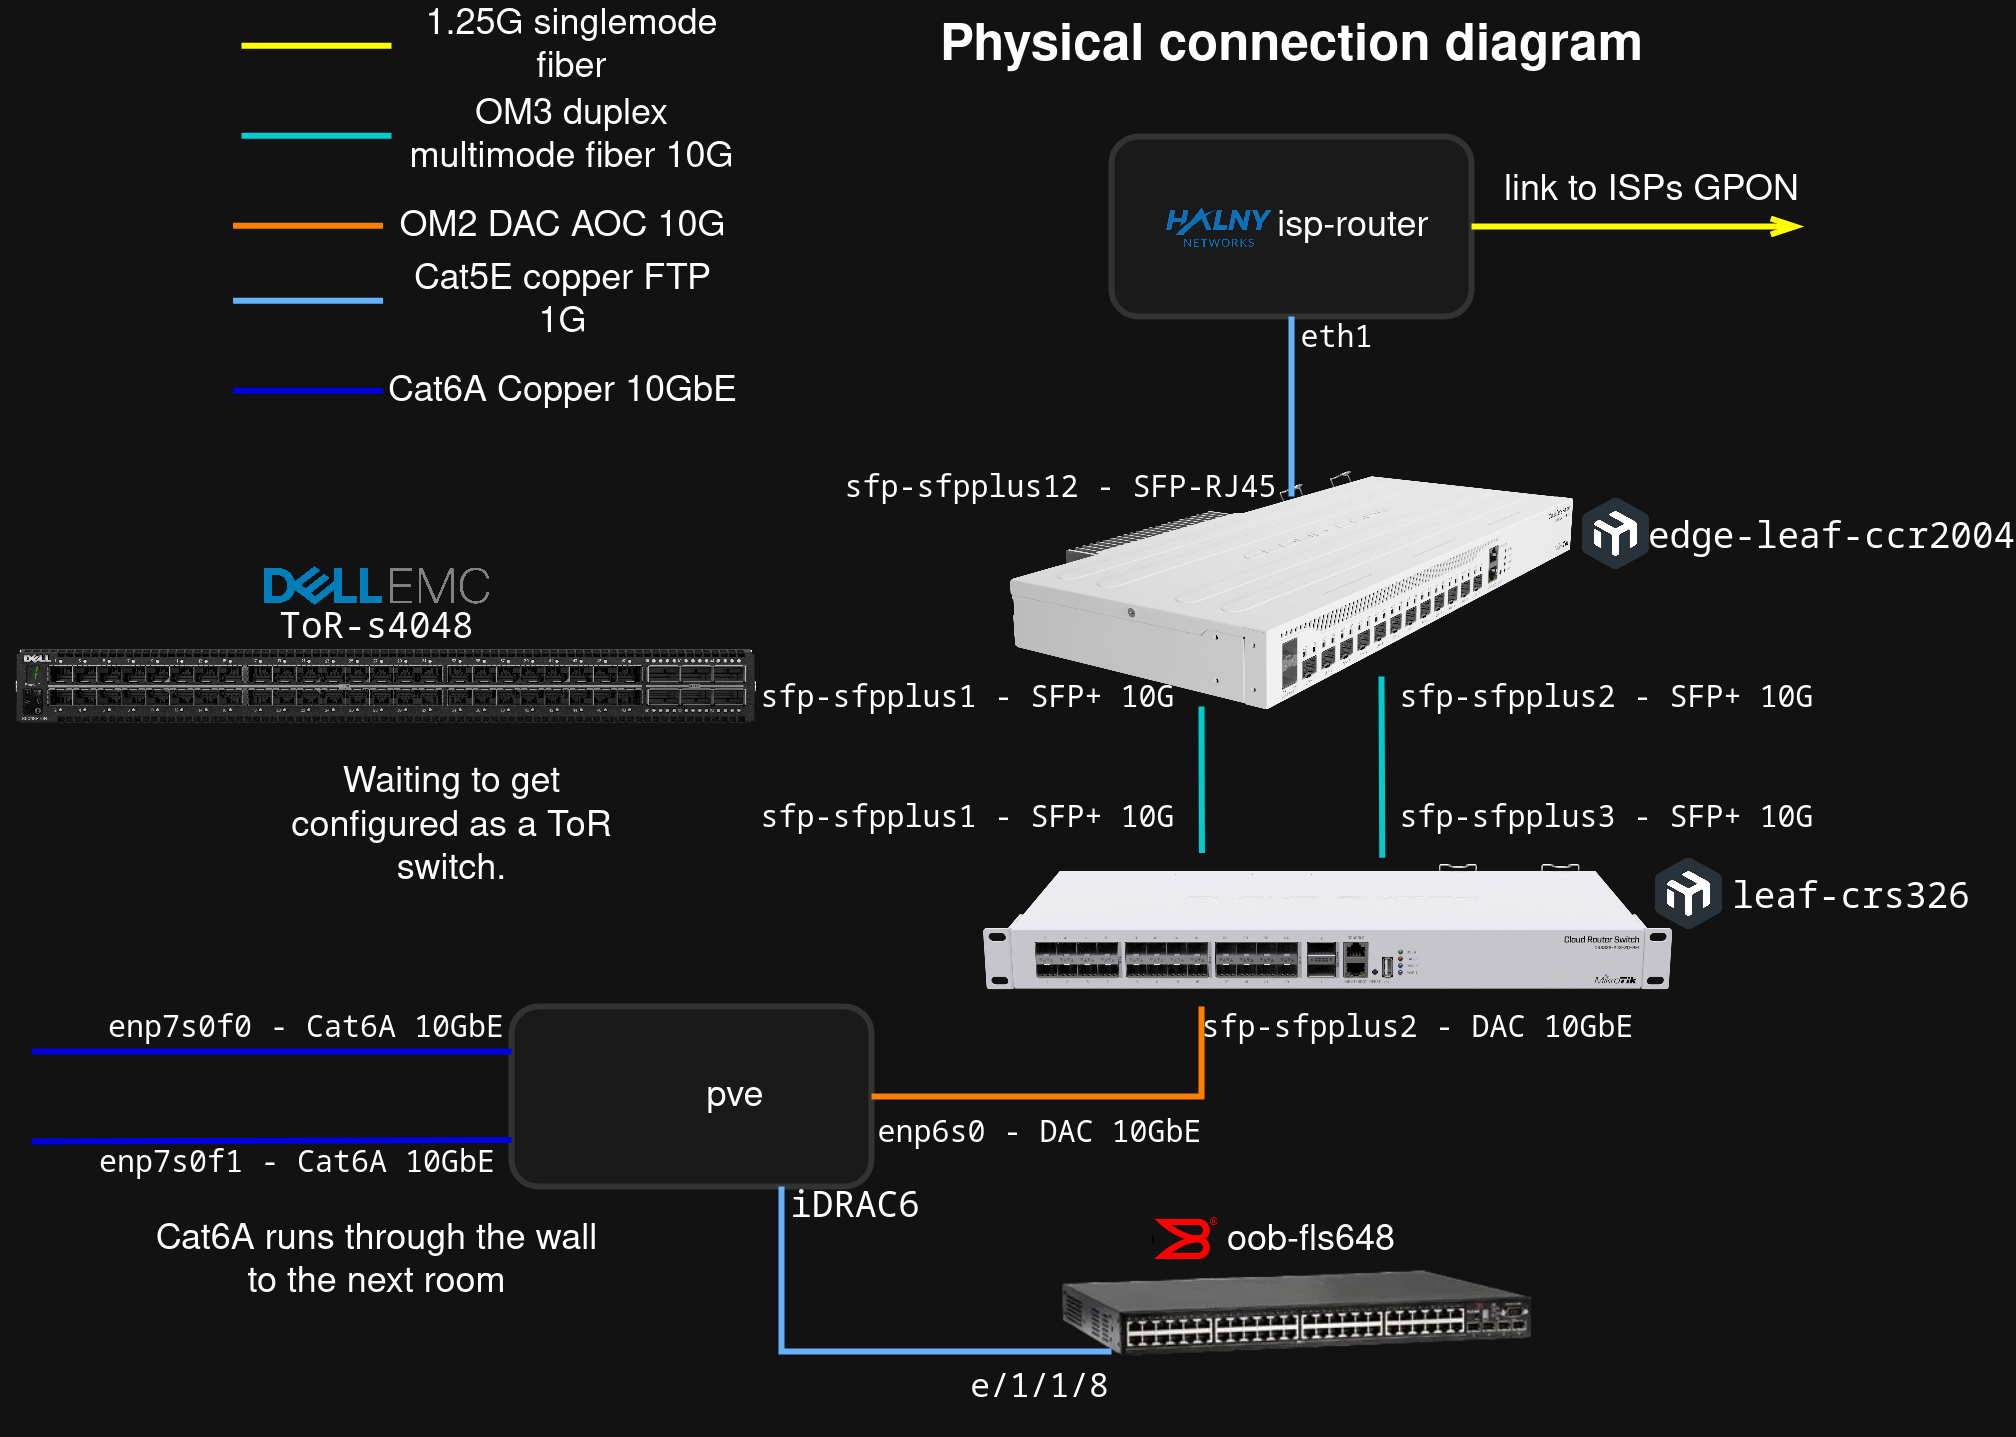 1.25G singlemode
fiber
OM3 duplex
multimode fiber 10G
OM2 DAC AOC 10G
Cat5E copper FTP
1G
Cat6A Copper 10GbE
Physical connection diagram
HALNY
NETWORKS
isp-router
link to ISPs GPON
eth1
sfp-sfpplus12 - SFP-RJ45
edge-leaf-ccr2004
DELL EMC
ToR-s4048
DELL
Waiting to get
configured as a ToR
switch.
sfp-sfpplus1 - SFP+ 10G
sfp-sfpplus2 - SFP+ 10G
sfp-sfpplus1 - SFP+ 10G
sfp-sfpplus3 - SFP+ 10G
leaf-crs326
Cloud Router Switch
MikroTik
enp7s0f0 - Cat6A 10GbE
enp7s0f1 - Cat6A 10GbE
pve
sfp-sfpplus2 - DAC 10GbE
enp6s0 - DAC 10GbE
iDRAC6
Cat6A runs through the wall
to the next room
oob-fls648
e/1/1/8